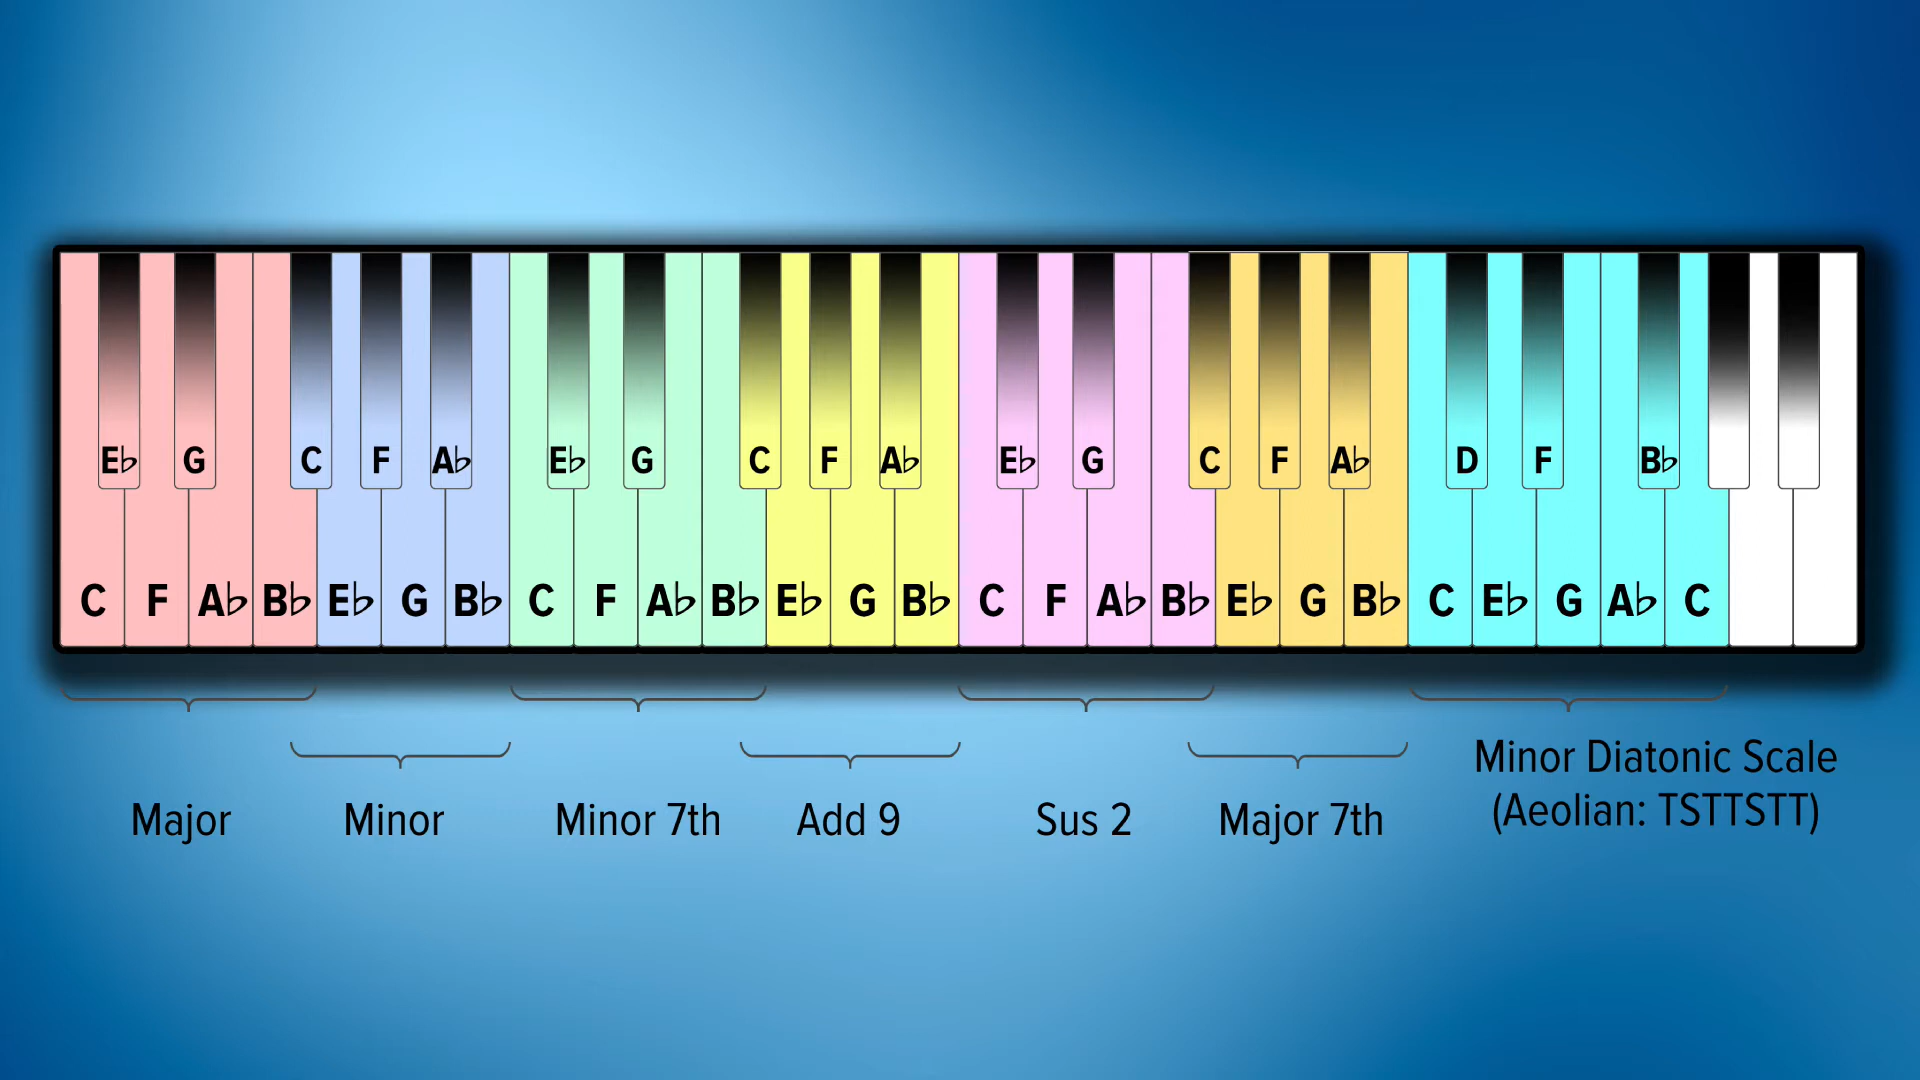 E♭ G C F A♭ E♭ G C F A♭ E♭ G C F A♭ D F B♭
C F A♭ B♭ E♭ G B♭ C F A♭ B♭ E♭ G B♭ C F A♭ B♭ E♭ G B♭ C E♭ G A♭ C
Major Minor Minor 7th Add 9 Sus 2 Major 7th
Minor Diatonic Scale
(Aeolian: TSTTSTT)